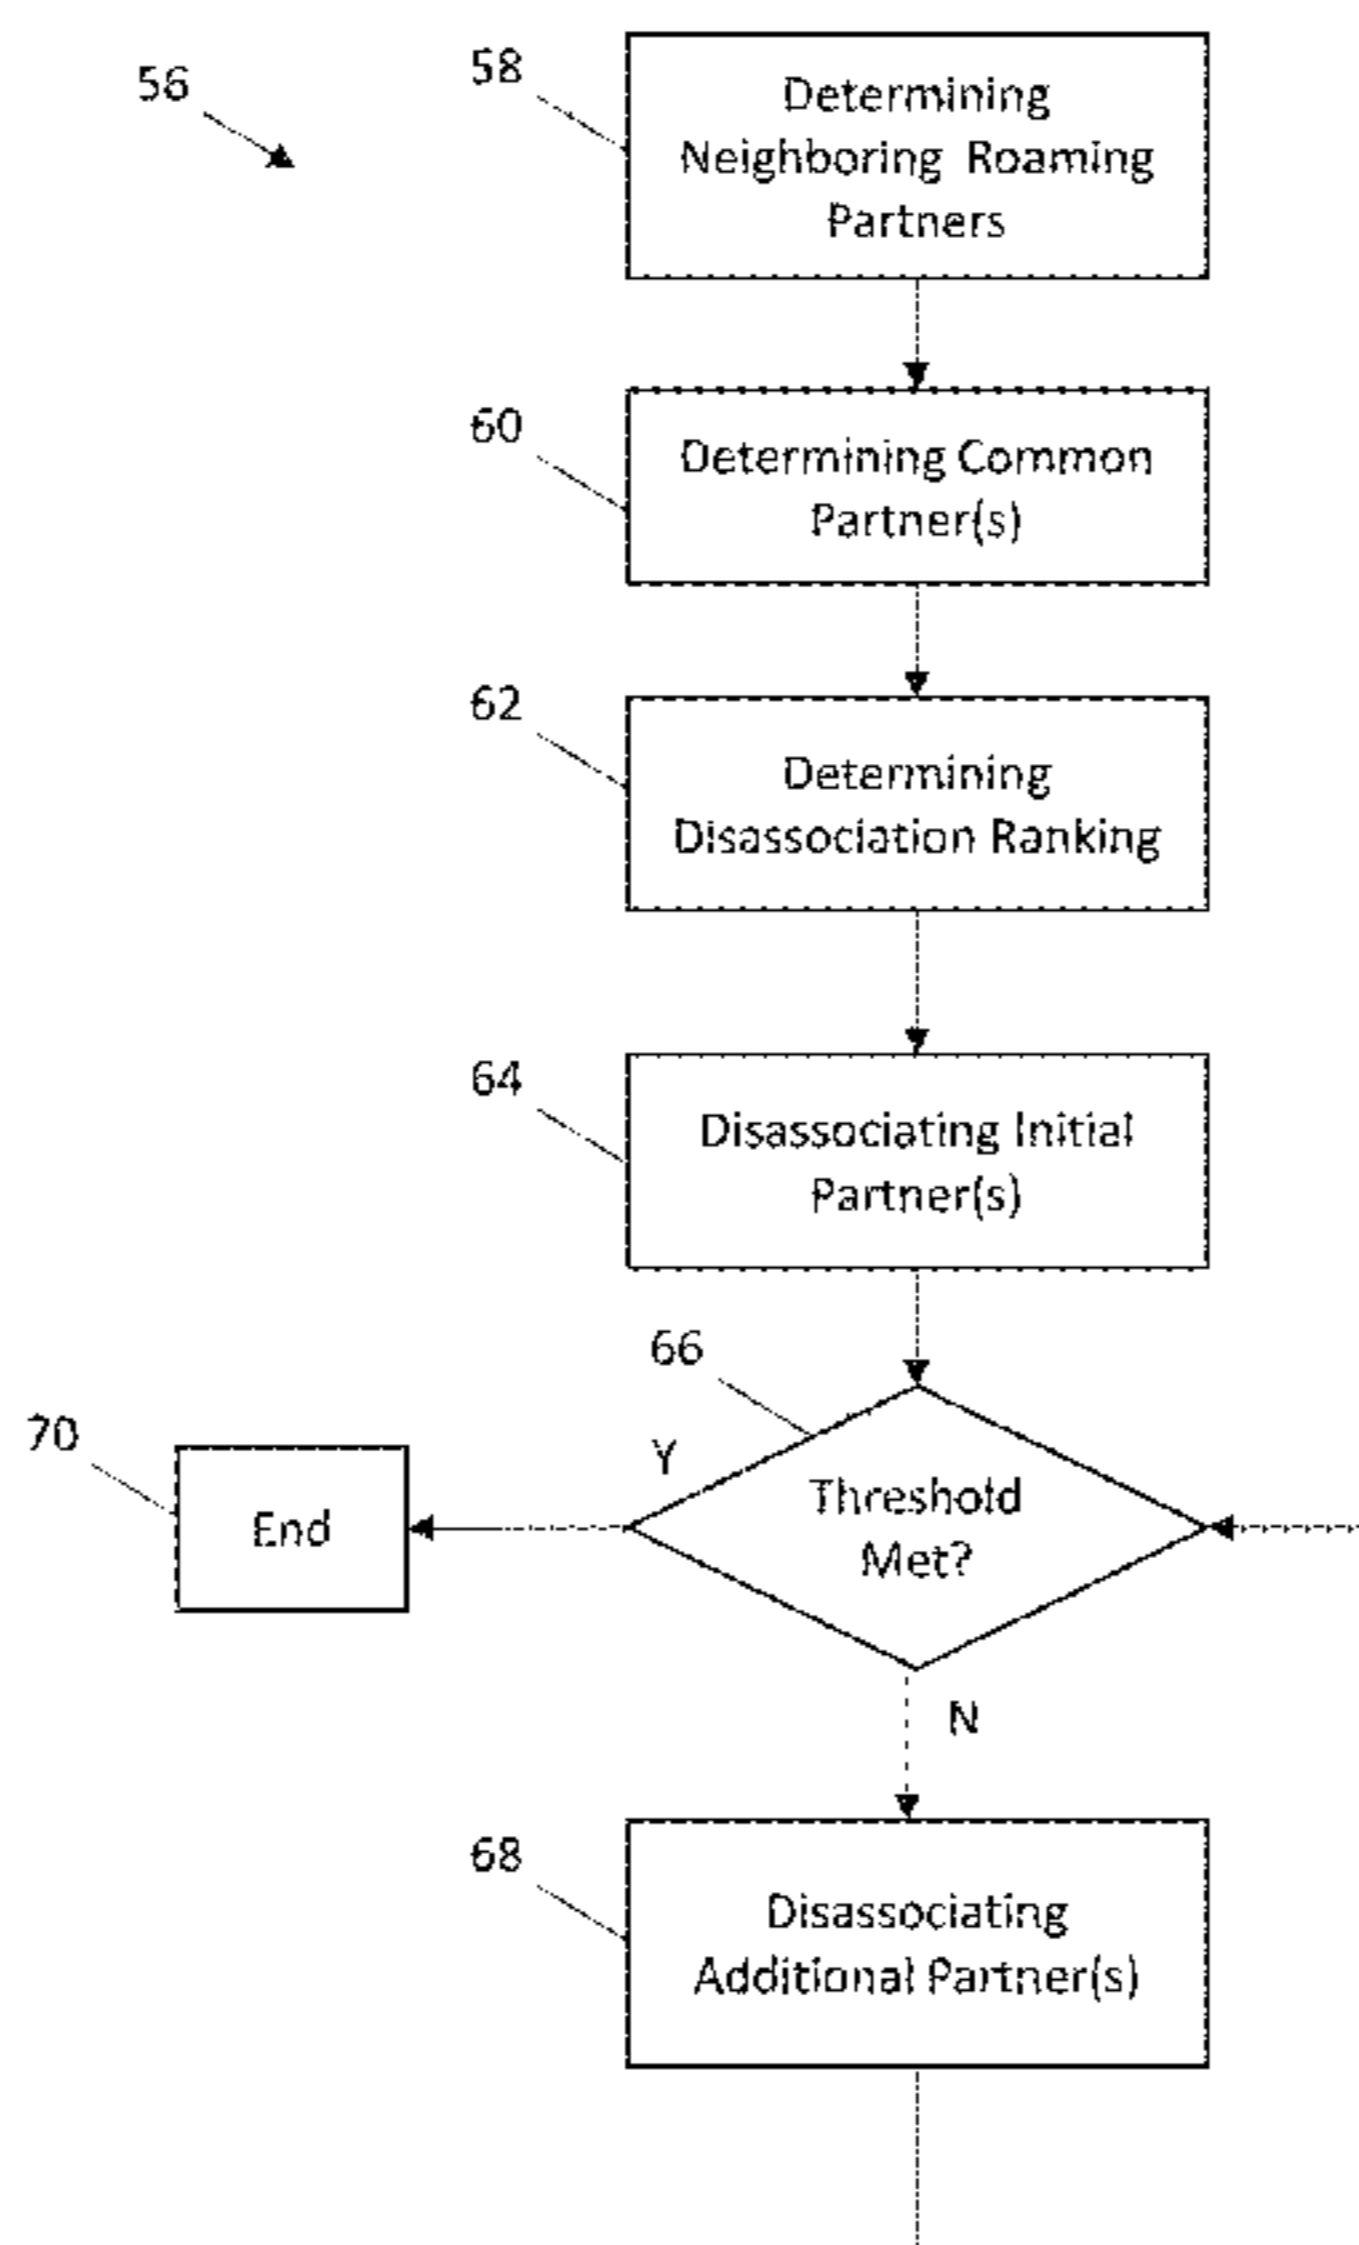 56
58
Determining
Neighboring Roaming
Partners
60
Determining Common
Partner(s)
62
Determining
Disassociation Ranking
64
Disassociating Initial
Partner(s)
66
Y
Threshold
Met?
70
End
N
68
Disassociating
Additional Partner(s)